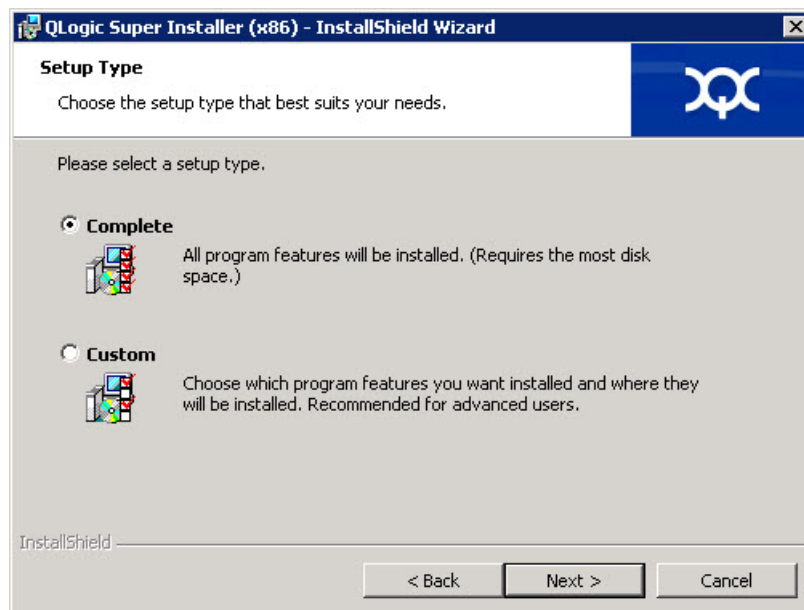 QLogic Super Installer (x86) - InstallShield Wizard
Setup Type
Choose the setup type that best suits your needs.
Please select a setup type.
Complete
All program features will be installed. (Requires the most disk
space.)
Custom
Choose which program features you want installed and where they
will be installed. Recommended for advanced users.
InstallShield
< Back
Next >
Cancel